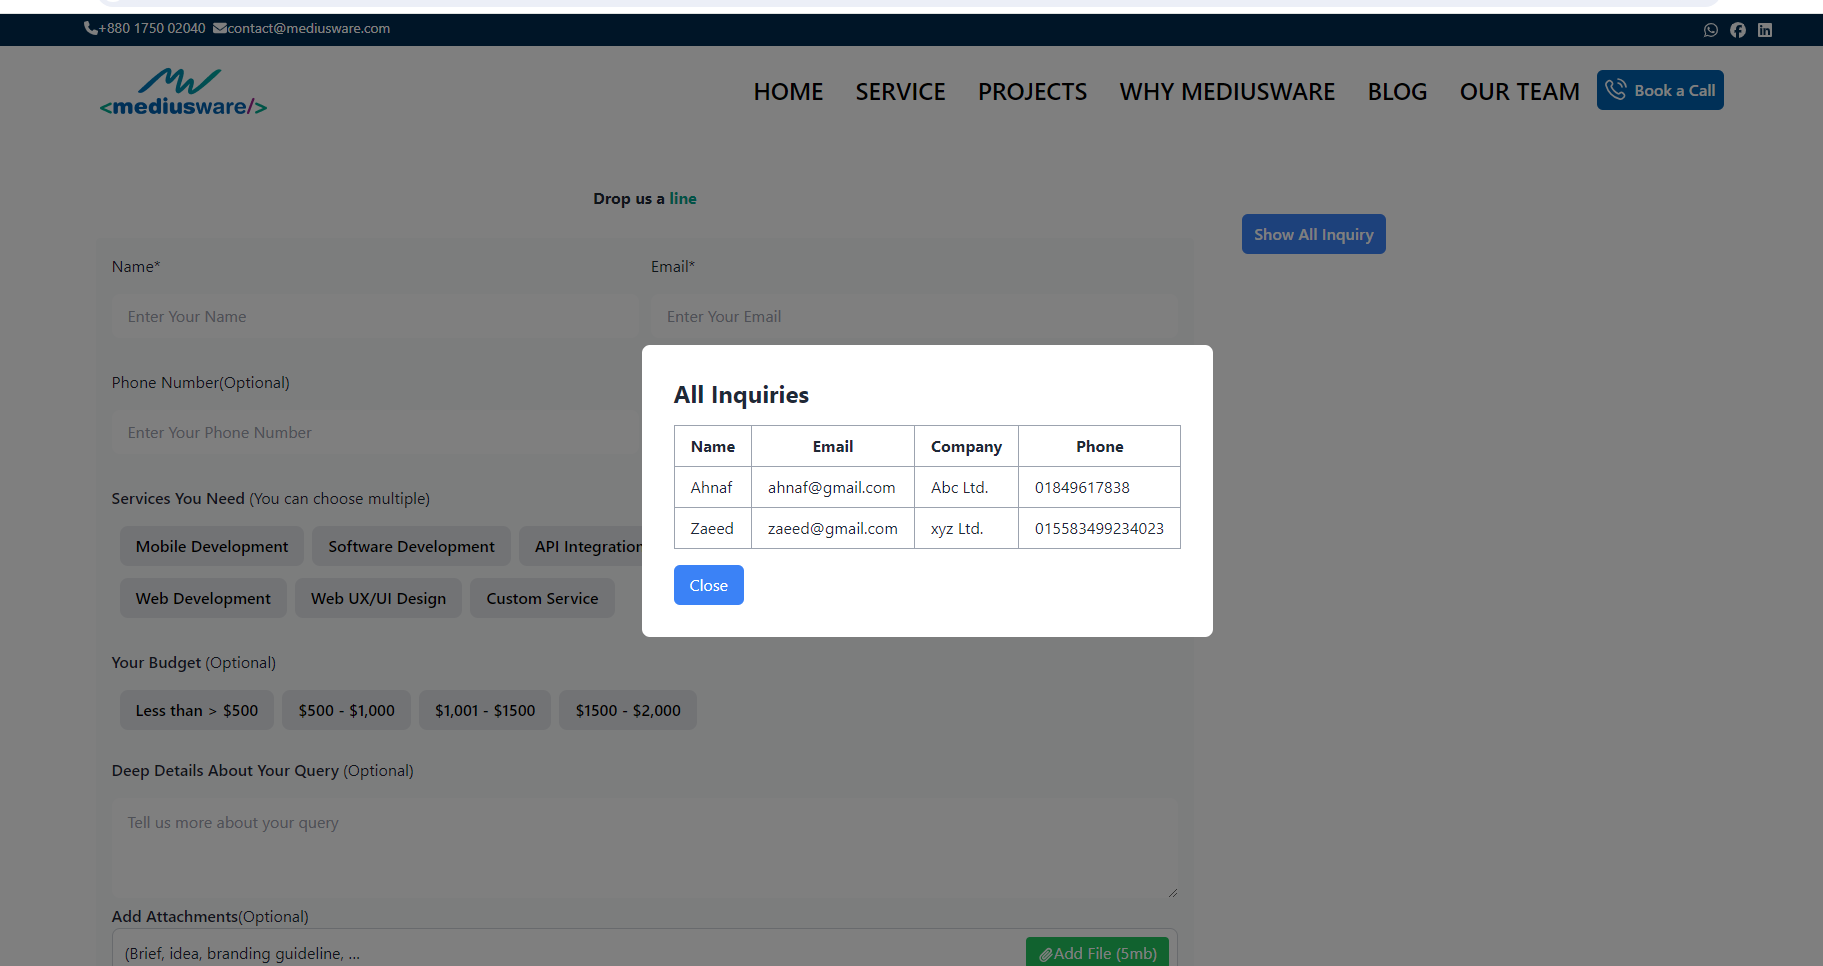 +880 1750 02040 contact@mediusware.com
<mediusware/>
HOME SERVICE PROJECTS WHY MEDIUSWARE BLOG OUR TEAM Book a Call
Drop us a line
Show All Inquiry
Name* Email*
Enter Your Name Enter Your Email
Phone Number(Optional)
Enter Your Phone Number
All Inquiries
Name Email Company Phone
Ahnaf ahnaf@gmail.com Abc Ltd. 01849617838
Zaeed zaeed@gmail.com xyz Ltd. 015583499234023
Close
Services You Need (You can choose multiple)
Mobile Development Software Development API Integration
Web Development Web UX/UI Design Custom Service
Your Budget (Optional)
Less than > $500 $500 - $1,000 $1,001 - $1500 $1500 - $2,000
Deep Details About Your Query (Optional)
Tell us more about your query
Add Attachments(Optional)
(Brief, idea, branding guideline, ... Add File (5mb)